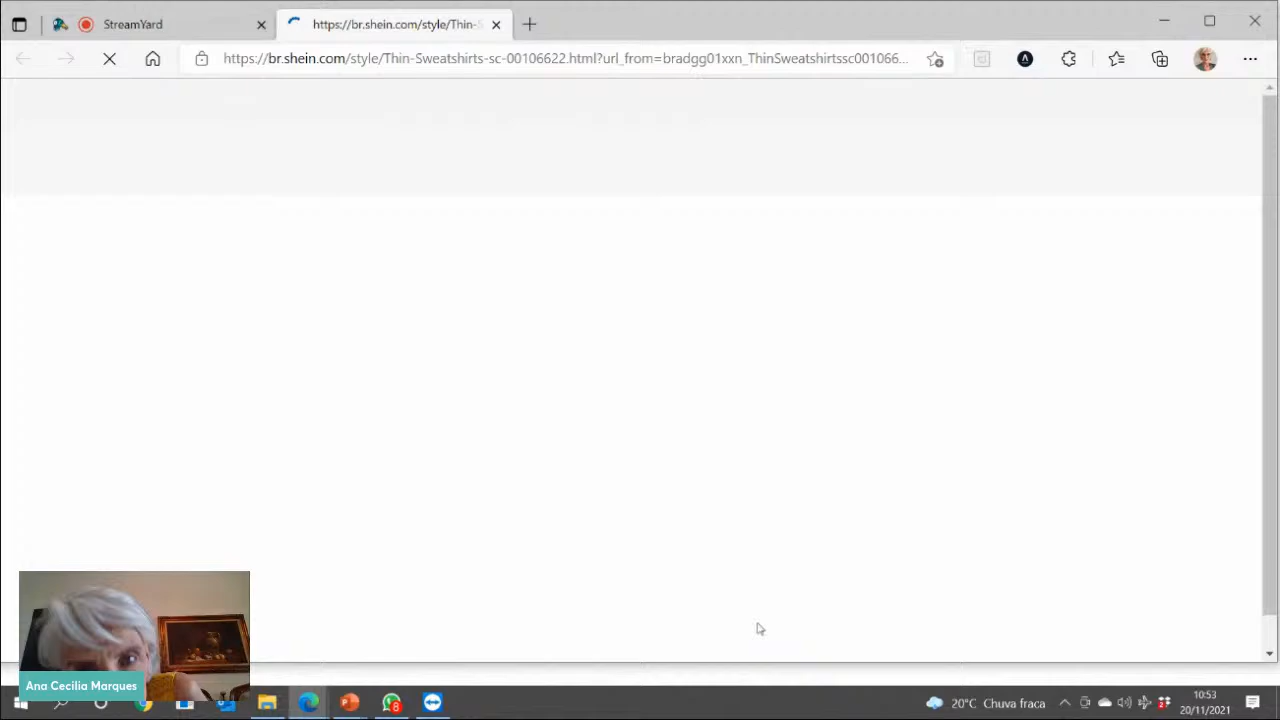 StreamYard
https://br.shein.com/style/Thin-S
https://br.shein.com/style/Thin-Sweatshirts-sc-00106622.html?url_from=bradgg01xxn_ThinSweatshirtssc001066...
Ana Cecilia Marques
8
20°C Chuva fraca
10:53
20/11/2021